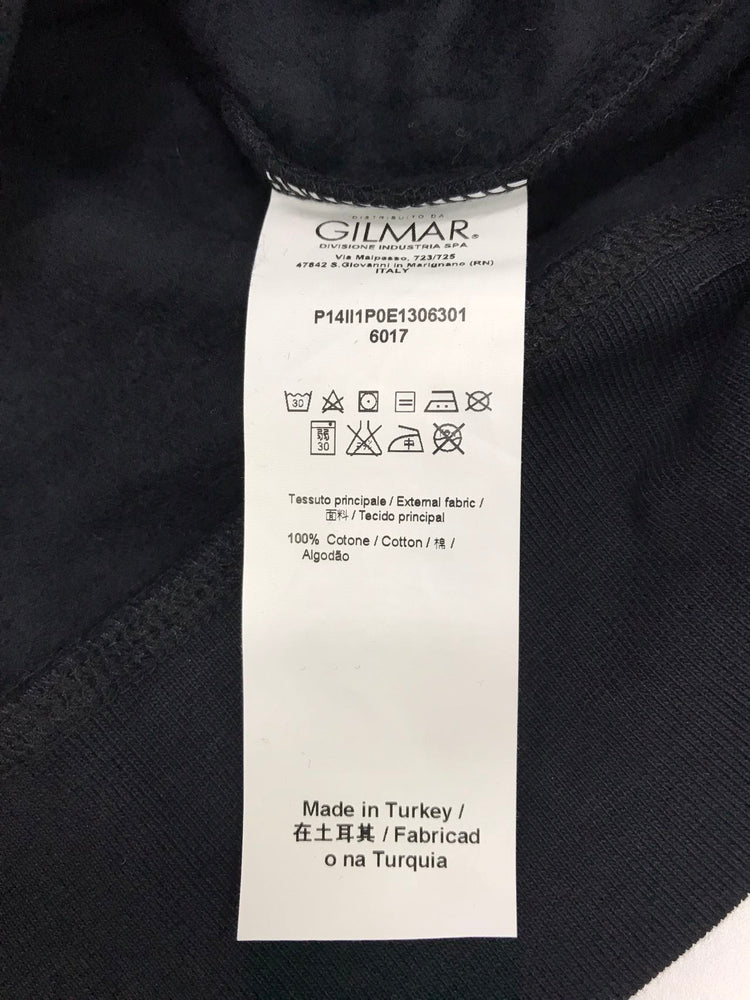 DISTRIBUITO DA
GILMAR®
DIVISIONE INDUSTRIA SPA
Via Malpasso, 723/725
47842 S.Giovanni in Marignano (RN)
ITALY
P14II1P0E1306301
6017
30
30
Tessuto principale / External fabric /
面料 / Tecido principal
100% Cotone / Cotton / 棉 /
Algodão
Made in Turkey /
在土耳其 / Fabricad
o na Turquia